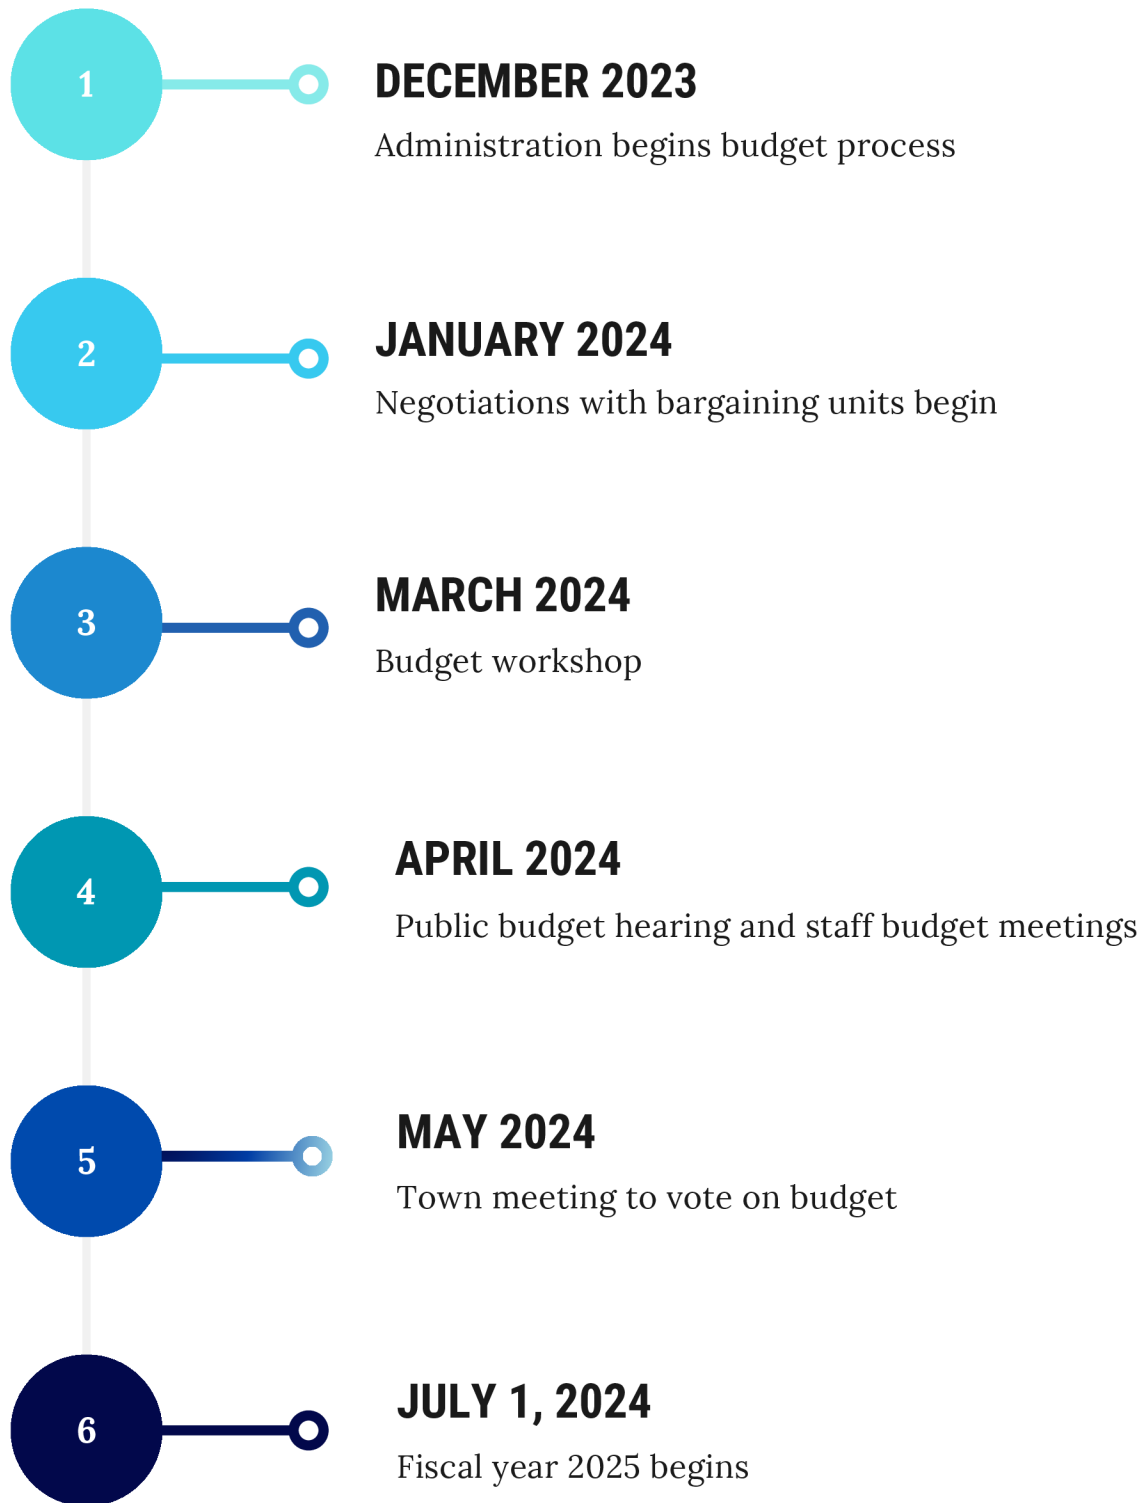 1
DECEMBER 2023
Administration begins budget process
2
JANUARY 2024
Negotiations with bargaining units begin
3
MARCH 2024
Budget workshop
4
APRIL 2024
Public budget hearing and staff budget meetings
5
MAY 2024
Town meeting to vote on budget
6
JULY 1, 2024
Fiscal year 2025 begins